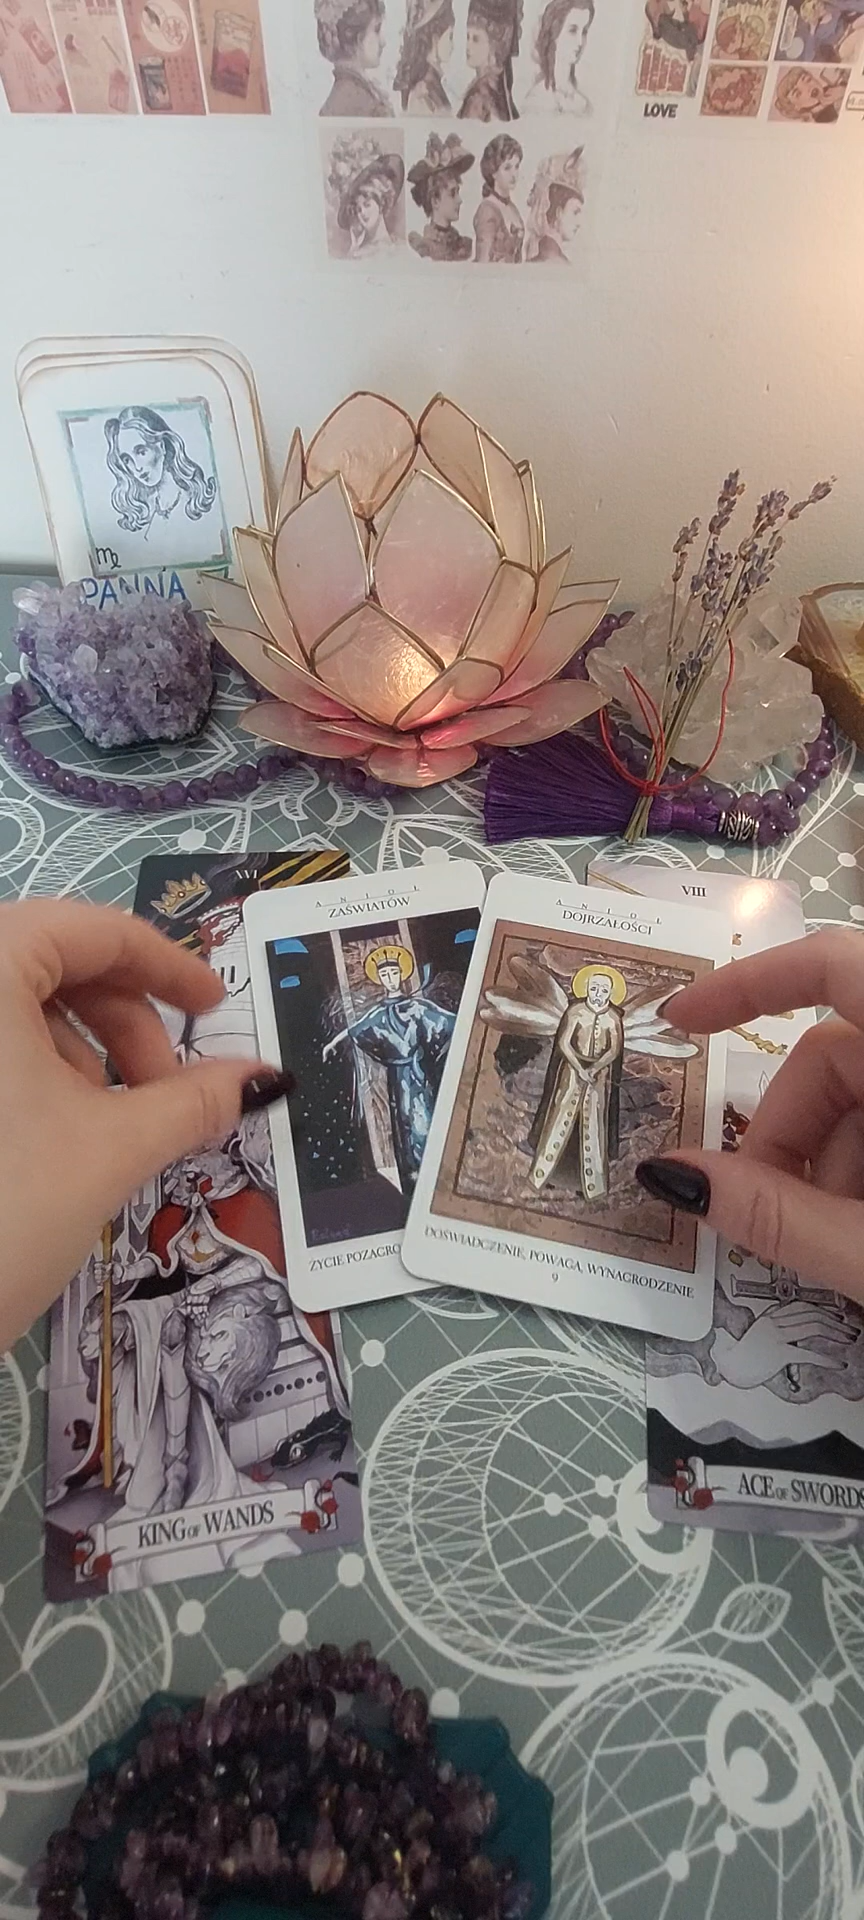 LOVE
PANNA
XVI
ANIOŁ
ZAŚWIATÓW
ANIOŁ
DOJRZAŁOŚCI
VIII
ŻYCIE POZAGRO
DOŚWIADCZENIE, POWAGA, WYNAGRODZENIE
9
KING OF WANDS
ACE OF SWORDS